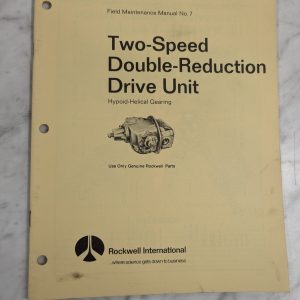 Field Maintenance Manual No. 7
Two-Speed
Double-Reduction
Drive Unit
Hypoid-Helical Gearing
Use Only Genuine Rockwell Parts
Rockwell International
...where science gets down to business